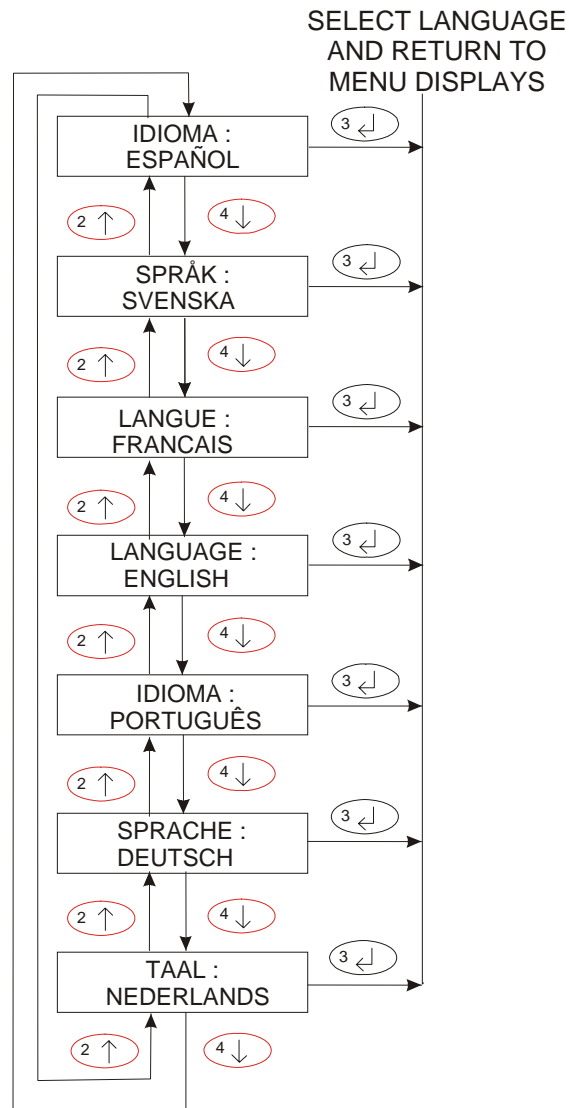 SELECT LANGUAGE
AND RETURN TO
MENU DISPLAYS
IDIOMA :
ESPAÑOL
3
2
4
SPRÅK :
SVENSKA
3
2
4
LANGUE :
FRANCAIS
3
2
4
LANGUAGE :
ENGLISH
3
2
4
IDIOMA :
PORTUGUÊS
3
2
4
SPRACHE :
DEUTSCH
3
2
4
TAAL :
NEDERLANDS
3
2
4